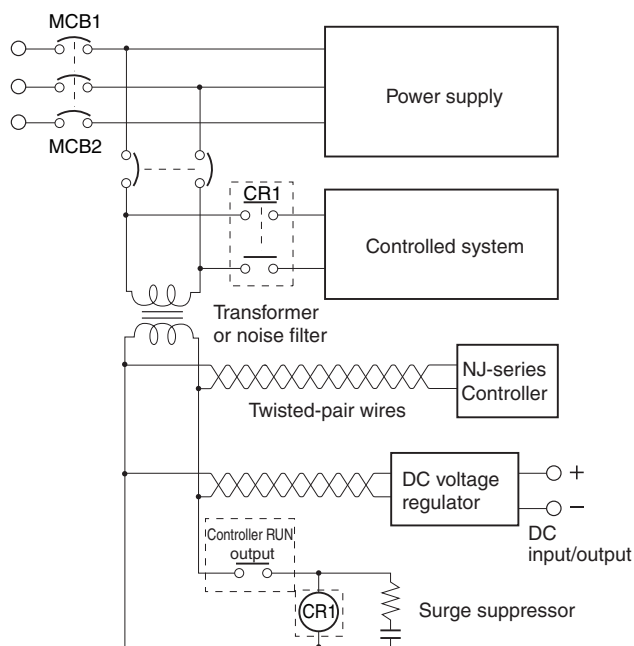 MCB1
MCB2
Power supply
CR1
Controlled system
Transformer
or noise filter
NJ-series
Controller
Twisted-pair wires
DC voltage
regulator
+
−
DC
input/output
Controller RUN
output
CR1
Surge suppressor